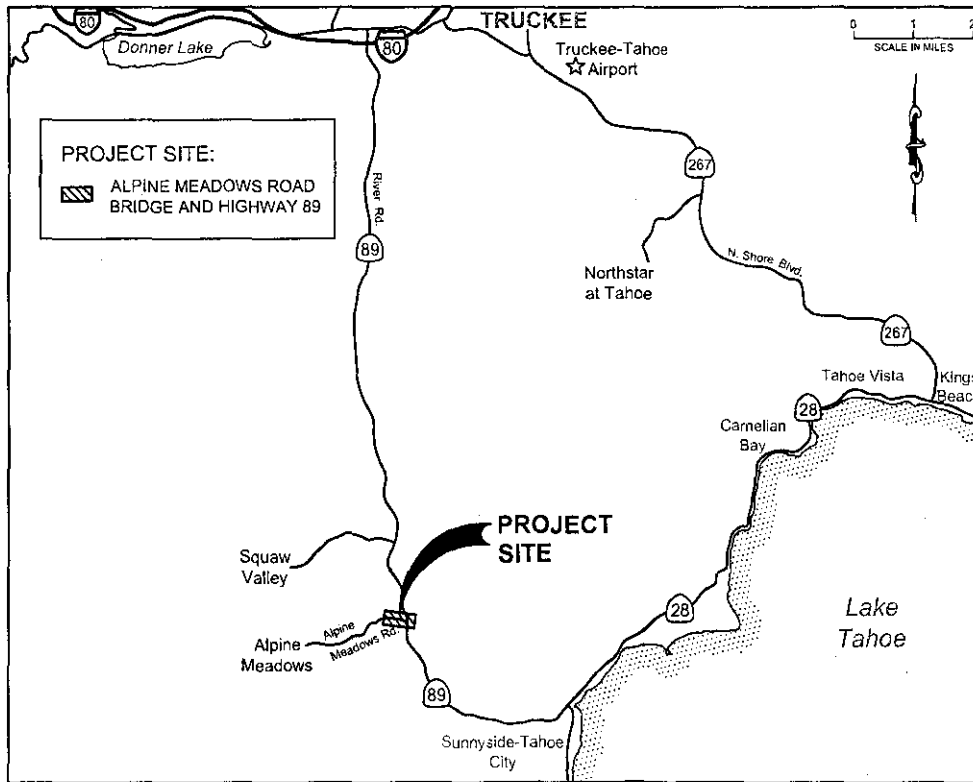 TRUCKEE
0 1 2
SCALE IN MILES
80
Donner Lake
80
Truckee-Tahoe
Airport
PROJECT SITE:
ALPINE MEADOWS ROAD
BRIDGE AND HIGHWAY 89
River Rd.
267
89
Northstar
at Tahoe
N. Shore Blvd.
267
Tahoe Vista
Kings
Beac
28
Carnelian
Bay
PROJECT
SITE
Squaw
Valley
28
Lake
Tahoe
Alpine
Meadows Rd.
Alpine
Meadows
89
Sunnyside-Tahoe
City